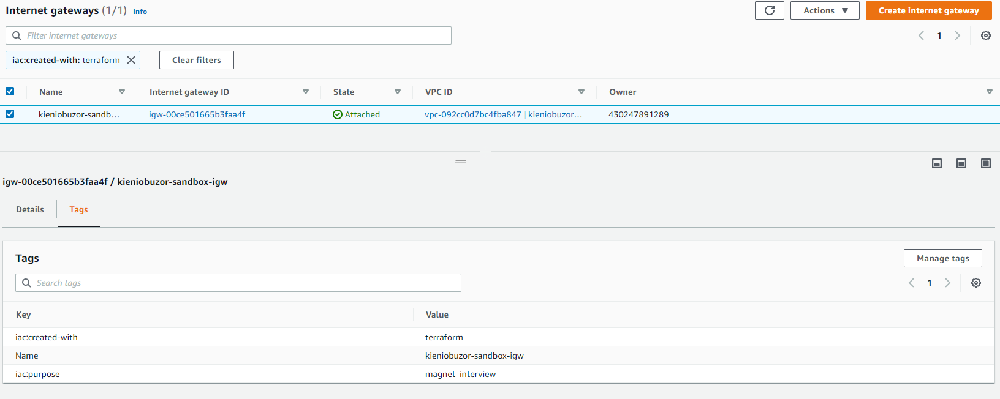 Internet gateways (1/1) Info
Actions
Create internet gateway
Filter internet gateways
1
iac:created-with: terraform
Clear filters
Name Internet gateway ID State VPC ID Owner
kieniobuzor-sandb... igw-00ce501665b3faa4f Attached vpc-092cc0d7bc4fba847 | kieniobuzor... 430247891289
igw-00ce501665b3faa4f / kieniobuzor-sandbox-igw
Details Tags
Tags
Manage tags
Search tags
1
Key Value
iac:created-with terraform
Name kieniobuzor-sandbox-igw
iac:purpose magnet_interview